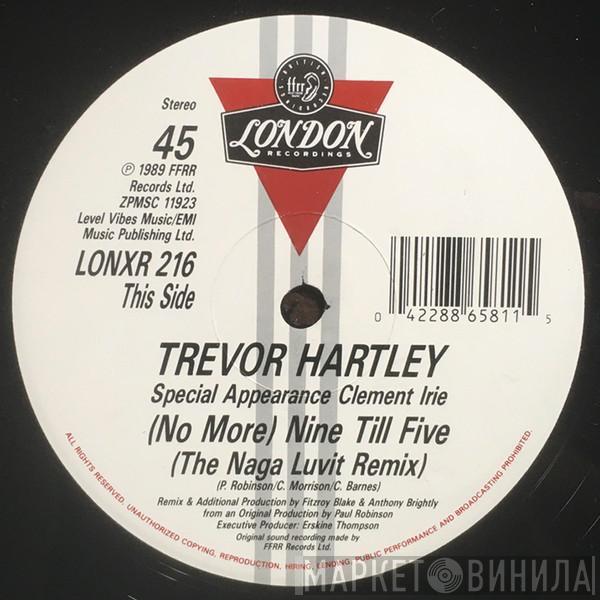 BRITISH
ffrr
LONDON
RECORDINGS
Stereo
45
℗ 1989 FFRR
Records Ltd.
ZPMSC 11923
Level Vibes Music/EMI
Music Publishing Ltd.
LONXR 216
This Side
0 42288 65811 5
TREVOR HARTLEY
Special Appearance Clement Irie
(No More) Nine Till Five
(The Naga Luvit Remix)
(P. Robinson/C. Morrison/C. Barnes)
Remix & Additional Production by Fitzroy Blake & Anthony Brightly
from an Original Production by Paul Robinson
Executive Producer: Erskine Thompson
Original sound recording made by
FFRR Records Ltd.
ALL RIGHTS RESERVED. UNAUTHORIZED COPYING, REPRODUCTION, HIRING, LENDING, PUBLIC PERFORMANCE AND BROADCASTING PROHIBITED.
МАРКЕТ ВИНИЛА